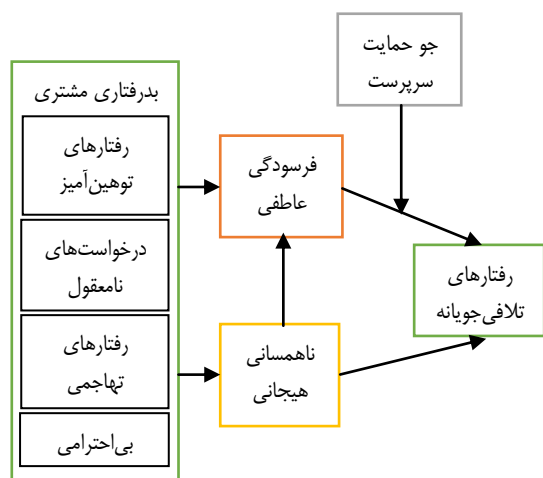 جو حمایت
سرپرست
بدرفتاری مشتری
رفتارهای
توهین‌آمیز
درخواست‌های
نامعقول
رفتارهای
تهاجمی
بی‌احترامی
فرسودگی
عاطفی
ناهمسانی
هیجانی
رفتارهای
تلافی‌جویانه